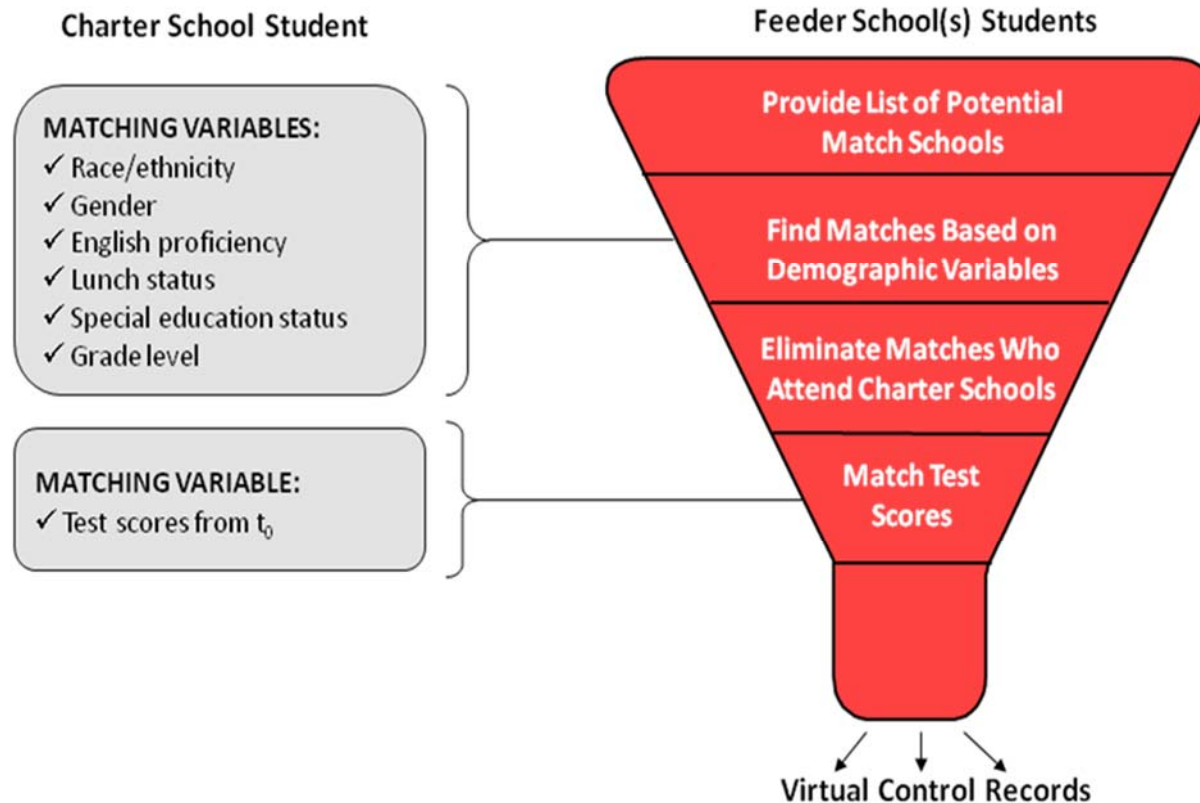 Charter School Student
MATCHING VARIABLES:
✓ Race/ethnicity
✓ Gender
✓ English proficiency
✓ Lunch status
✓ Special education status
✓ Grade level
MATCHING VARIABLE:
✓ Test scores from t₀
Feeder School(s) Students
Provide List of Potential
Match Schools
Find Matches Based on
Demographic Variables
Eliminate Matches Who
Attend Charter Schools
Match Test
Scores
Virtual Control Records